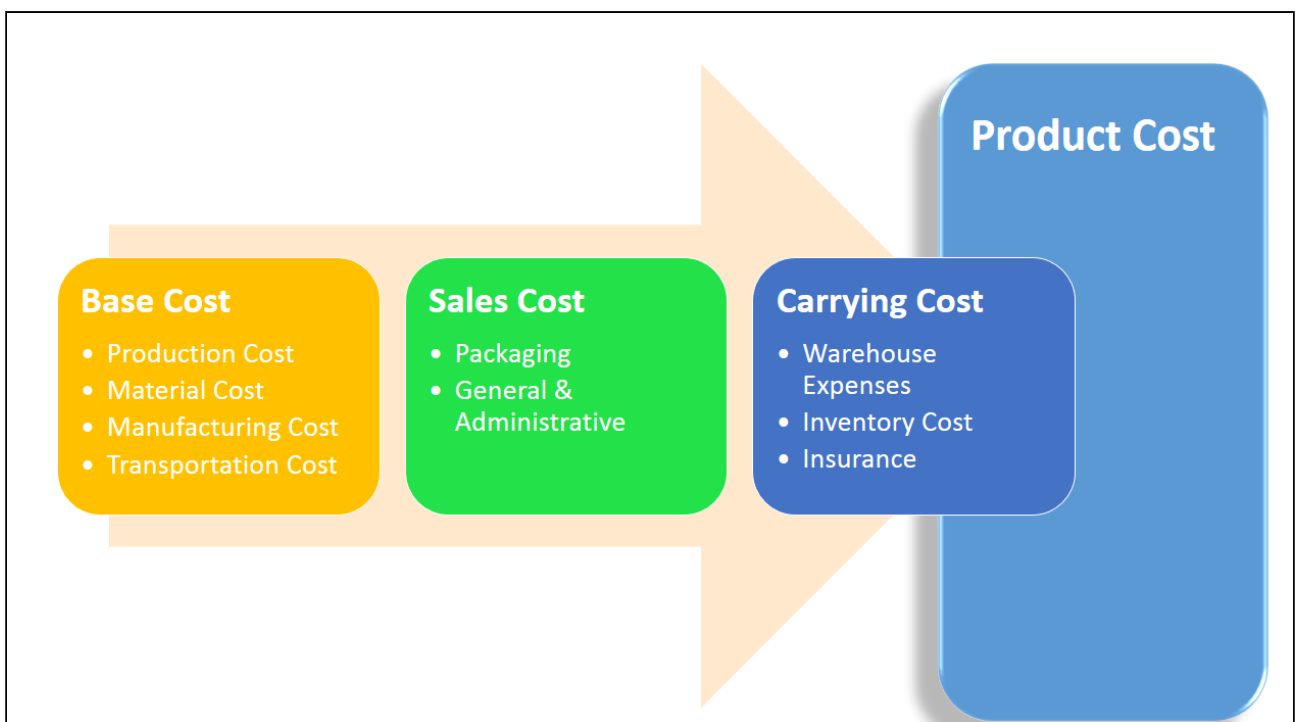 Product Cost
Base Cost
• Production Cost
• Material Cost
• Manufacturing Cost
• Transportation Cost
Sales Cost
• Packaging
• General &
Administrative
Carrying Cost
• Warehouse
Expenses
• Inventory Cost
• Insurance